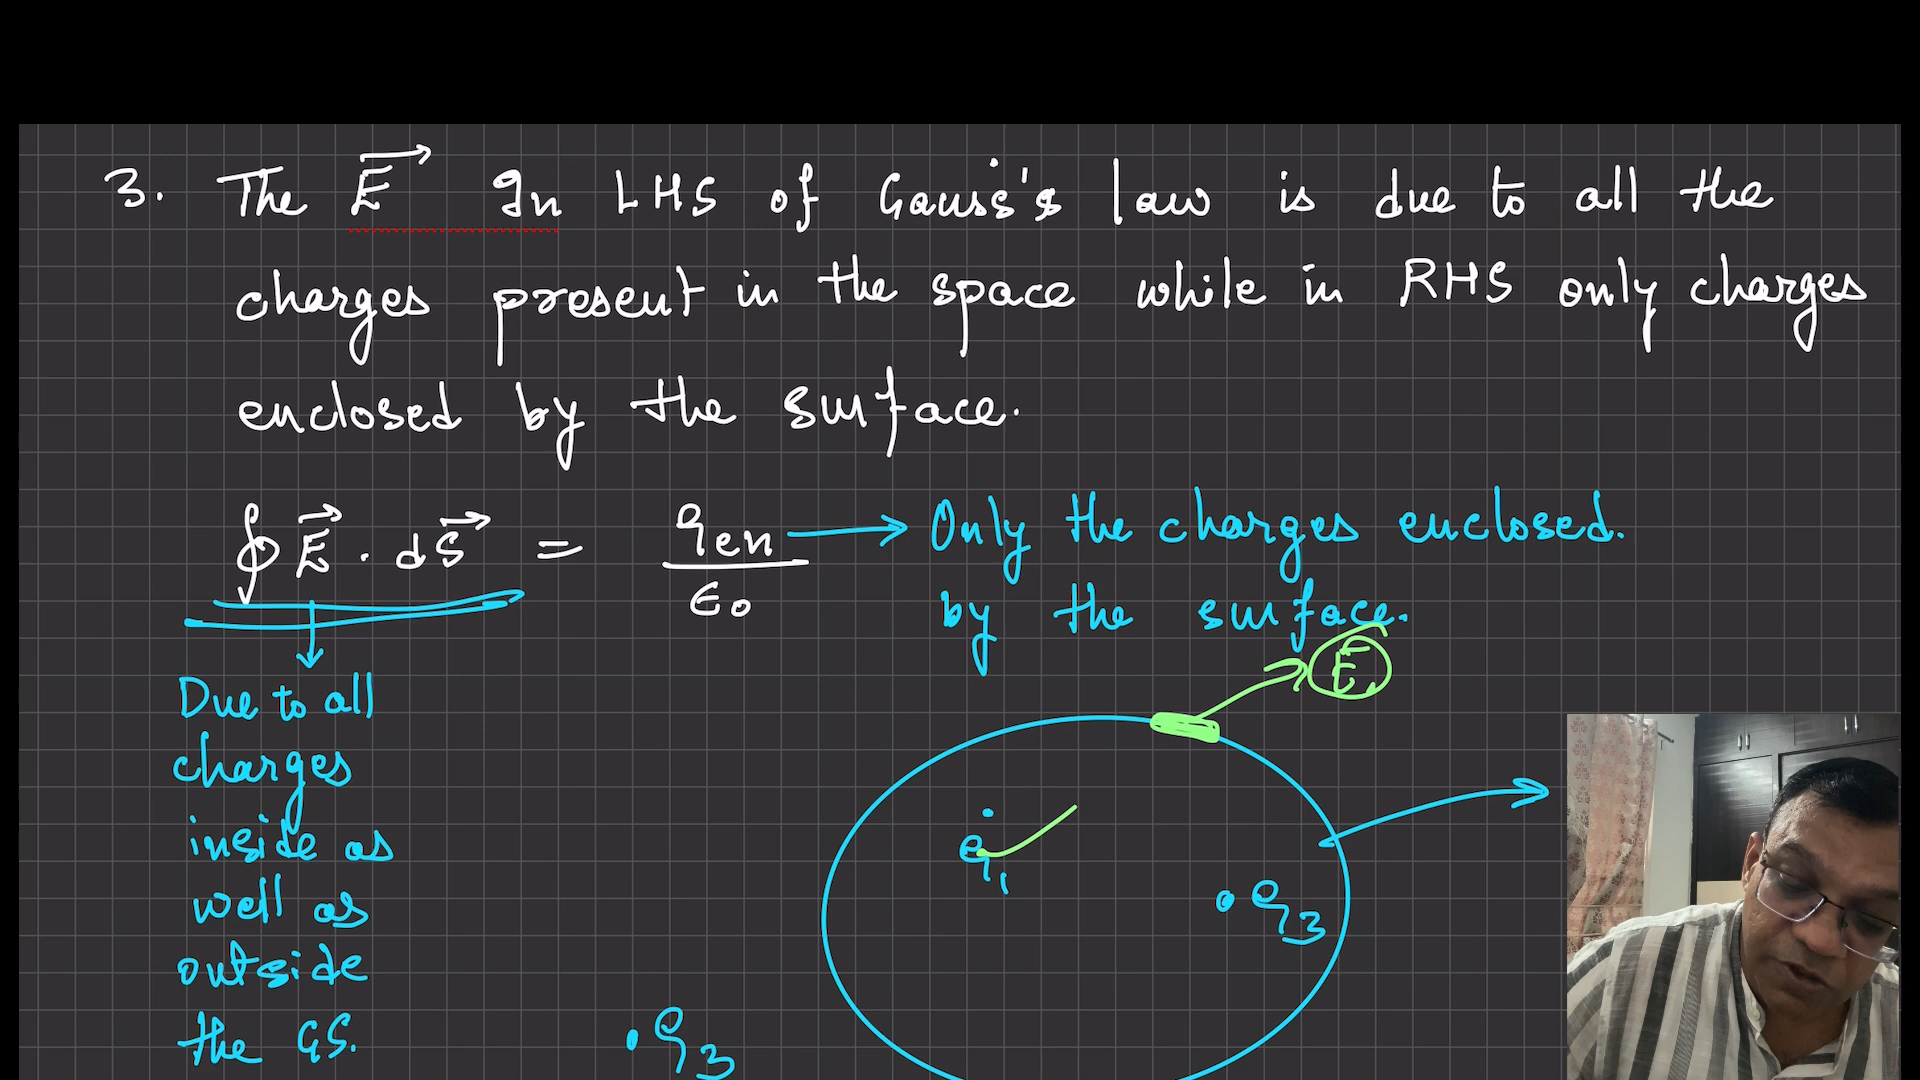 3. The E⃗ In LHS of Gauss's law is due to all the
charges present in the space while in RHS only charges
enclosed by the surface.
∮ E⃗ . dS⃗ = qen / ϵ0 → Only the charges enclosed.
by the surface.
E
Due to all
charges
inside as
well as
outside
the GS.
q1
q3
q3